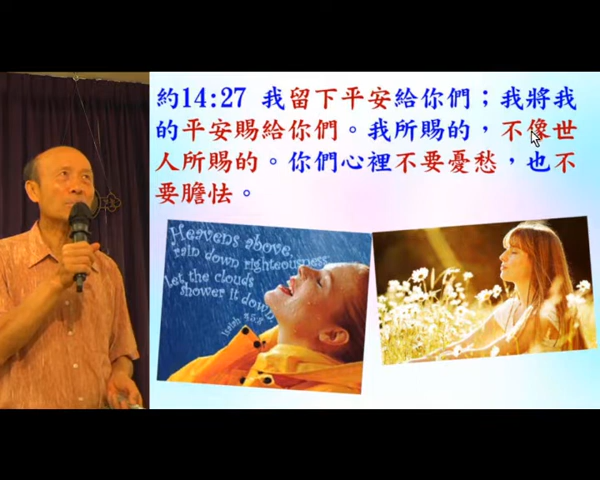 約14:27 我留下平安給你們；我將我
的平安賜給你們。我所賜的，不像世
人所賜的。你們心裡不要憂愁，也不
要膽怯。
Heavens above,
rain down righteousness
Let the clouds
shower it down.